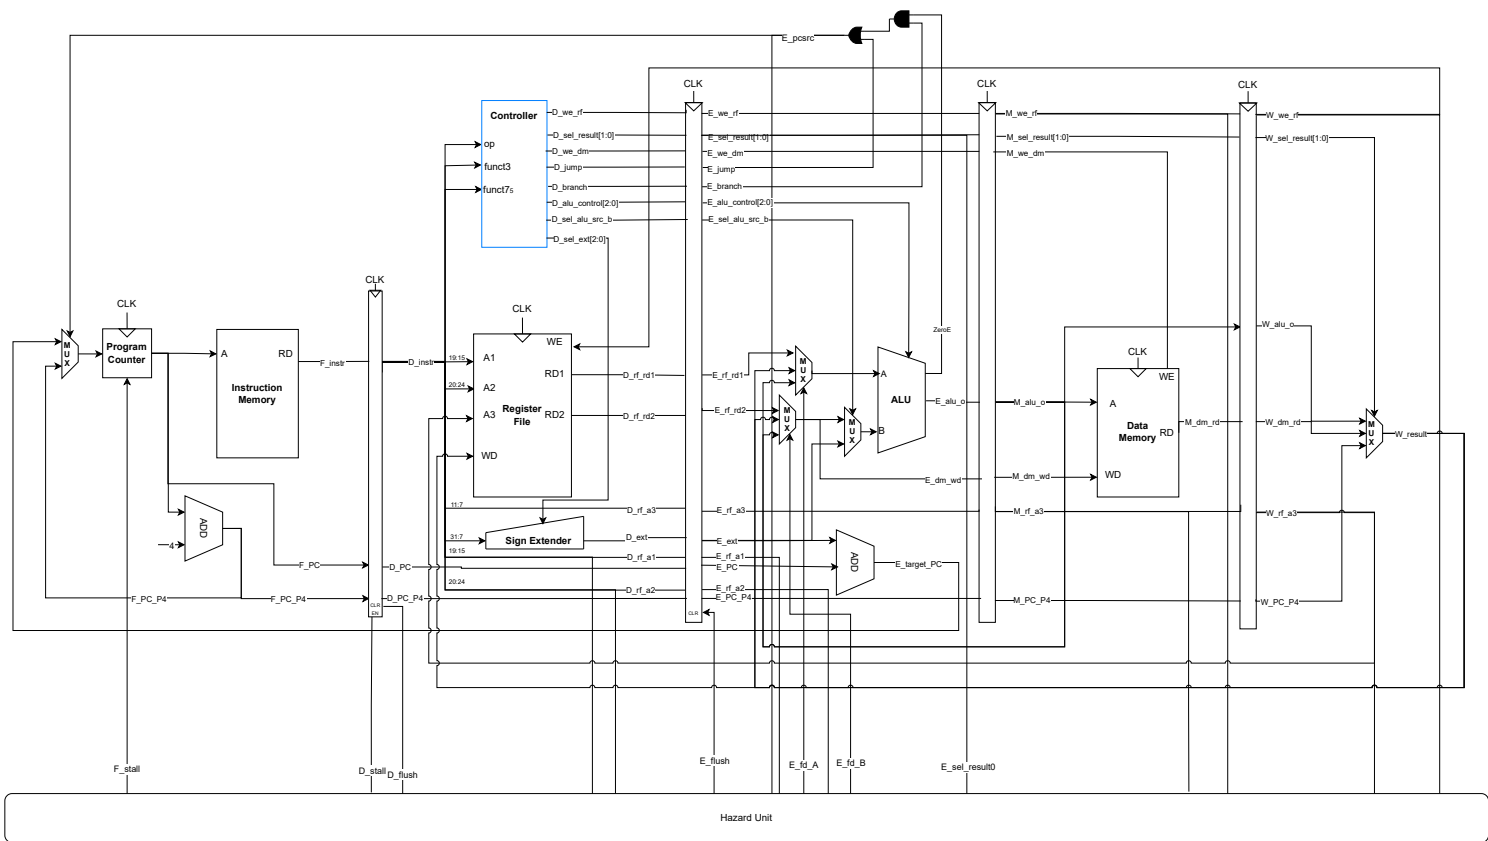 E_pcsrc
CLK
CLK
CLK
Controller
op
funct3
funct7₅
D_we_rf
D_sel_result[1:0]
D_we_dm
D_jump
D_branch
D_alu_control[2:0]
D_sel_alu_src_b
D_sel_ext[2:0]
E_we_rf
E_sel_result[1:0]
E_we_dm
E_jump
E_branch
E_alu_control[2:0]
E_sel_alu_src_b
M_we_rf
M_sel_result[1:0]
M_we_dm
W_we_rf
W_sel_result[1:0]
CLK
CLK
CLK
MUX
Program
Counter
A
RD
Instruction
Memory
F_instr
D_instr
19:15
20:24
A1
A2
A3
WD
WE
RD1
RD2
Register
File
D_rf_rd1
D_rf_rd2
E_rf_rd1
E_rf_rd2
MUX
MUX
MUX
ZeroE
A
B
ALU
E_alu_o
M_alu_o
CLK
WE
A
RD
WD
Data
Memory
W_alu_o
M_dm_rd
W_dm_rd
MUX
W_result
E_dm_wd
M_dm_wd
ADD
4
11:7
31:7
19:15
20:24
Sign Extender
D_rf_a3
D_ext
D_rf_a1
D_rf_a2
E_rf_a3
E_ext
E_rf_a1
E_PC
E_rf_a2
E_PC_P4
ADD
E_target_PC
M_rf_a3
W_rf_a3
M_PC_P4
W_PC_P4
F_PC
D_PC
F_PC_P4
F_PC_P4
D_PC_P4
CLR
EN
CLR
F_stall
D_stall
D_flush
E_flush
E_fd_A
E_fd_B
E_sel_result0
Hazard Unit